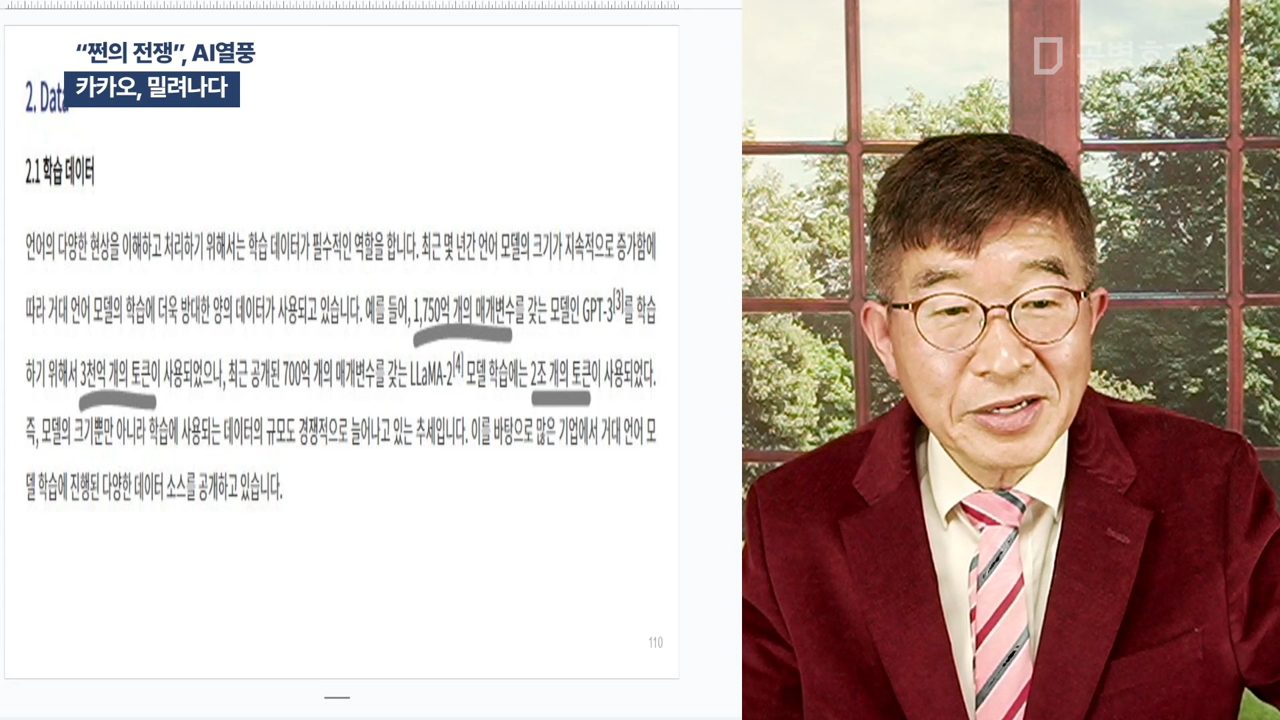 “쩐의 전쟁”, AI열풍
카카오, 밀려나다
2. Data
2.1 학습 데이터
언어의 다양한 현상을 이해하고 처리하기 위해서는 학습 데이터가 필수적인 역할을 합니다. 최근 몇 년간 언어 모델의 크기가 지속적으로 증가함에
따라 거대 언어 모델의 학습에 더욱 방대한 양의 데이터가 사용되고 있습니다. 예를 들어, 1,750억 개의 매개변수를 갖는 모델인 GPT-3[3]를 학습
하기 위해서 3천억 개의 토큰이 사용되었으나, 최근 공개된 700억 개의 매개변수를 갖는 LLaMA-2[4] 모델 학습에는 2조 개의 토큰이 사용되었다.
즉, 모델의 크기뿐만 아니라 학습에 사용되는 데이터의 규모도 경쟁적으로 늘어나고 있는 추세입니다. 이를 바탕으로 많은 기업에서 거대 언어 모
델 학습에 진행된 다양한 데이터 소스를 공개하고 있습니다.
110